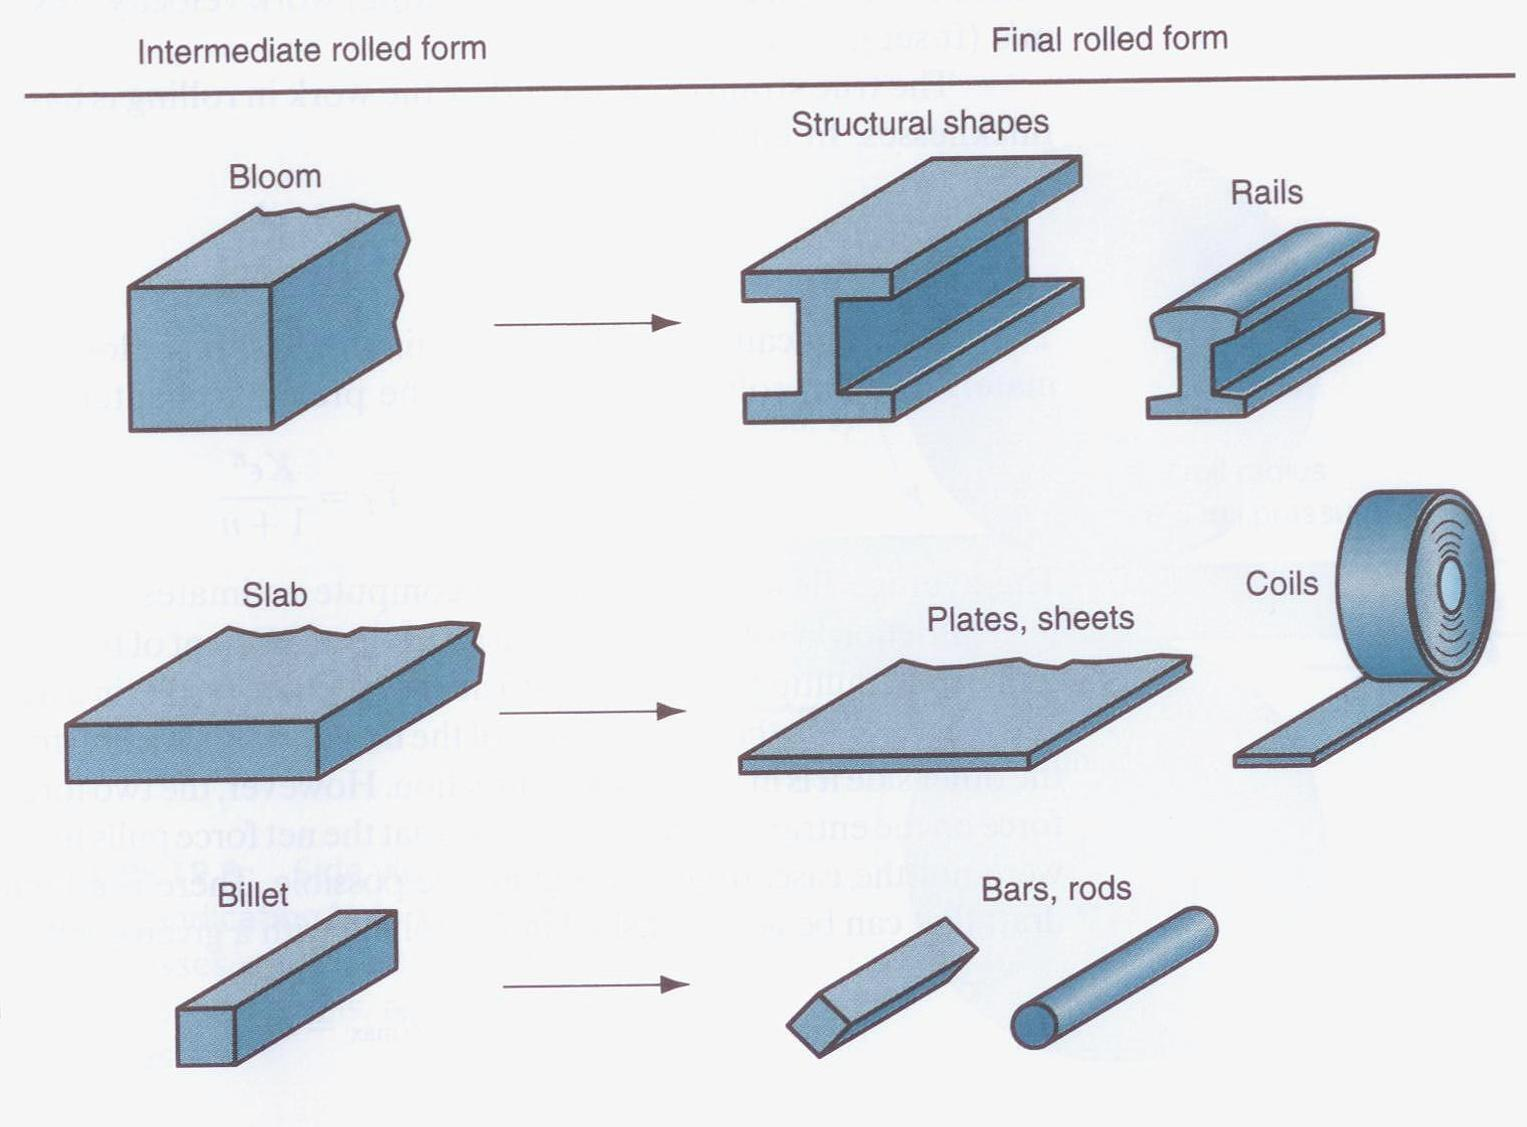 Intermediate rolled form
Final rolled form
Structural shapes
Bloom
Rails
Slab
Coils
Plates, sheets
Billet
Bars, rods